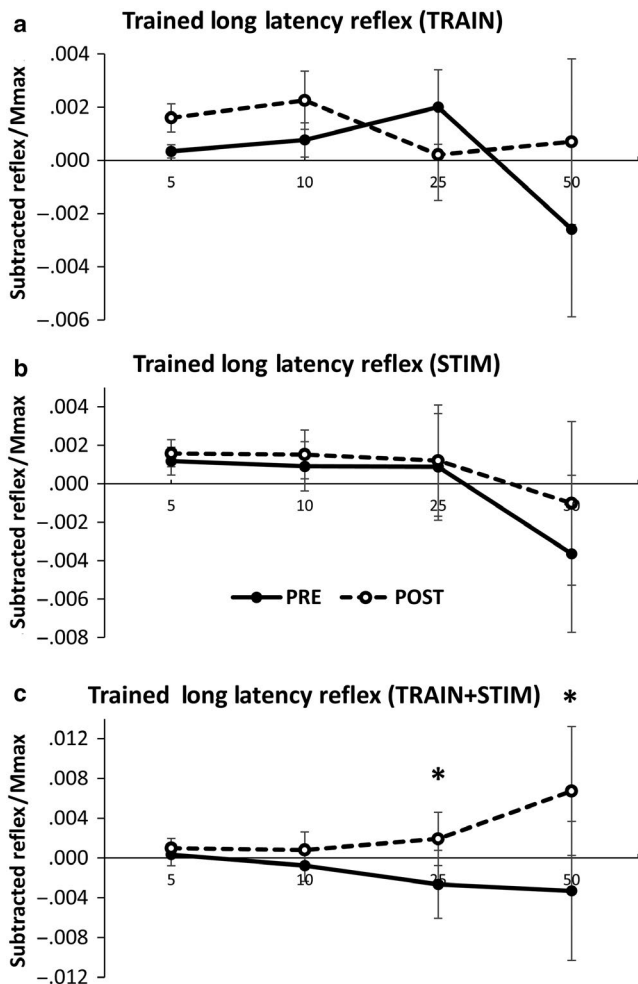 a
Trained long latency reflex (TRAIN)
Subtracted reflex/Mmax
.004
.002
.000
−.002
−.004
−.006
5 10 25 50
b
Trained long latency reflex (STIM)
Subtracted reflex/Mmax
.004
.002
.000
−.002
−.004
−.006
−.008
5 10 25 50
PRE POST
c
Trained long latency reflex (TRAIN+STIM)
*
*
Subtracted reflex/Mmax
.012
.008
.004
.000
−.004
−.008
−.012
5 10 25 50